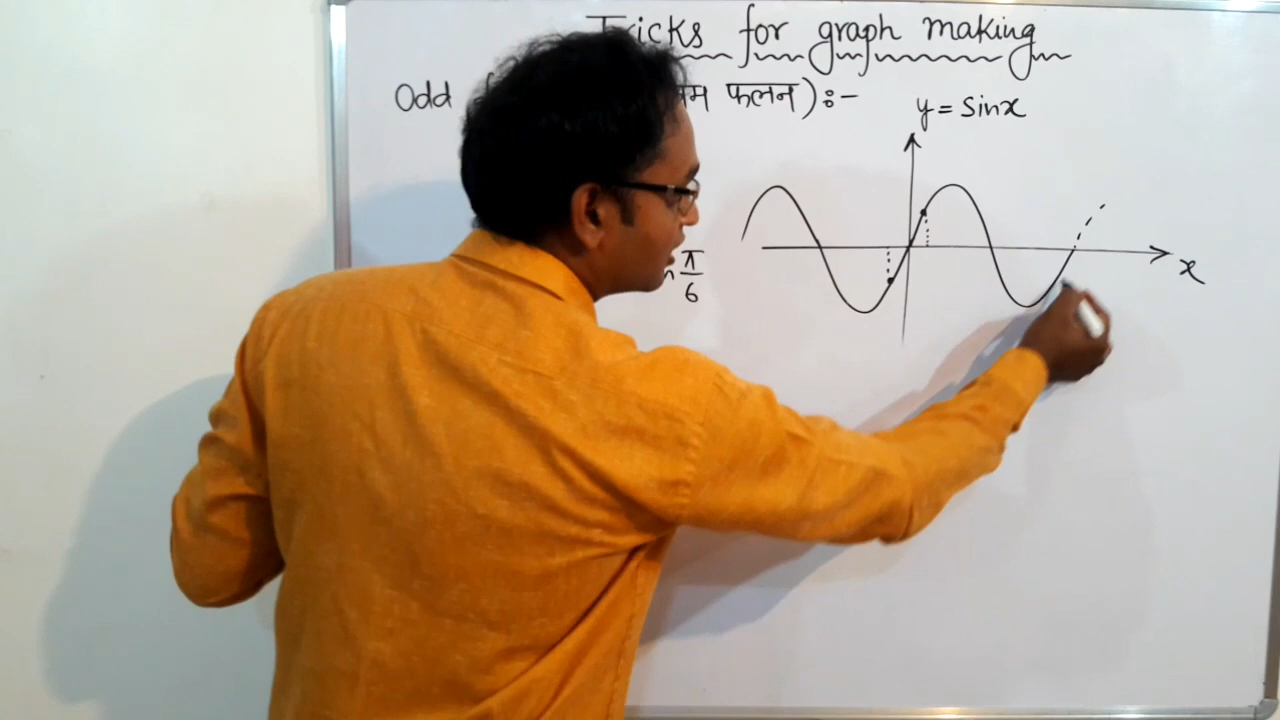 Tricks for graph making
Odd फलन):-
y = sinx
π/6
x